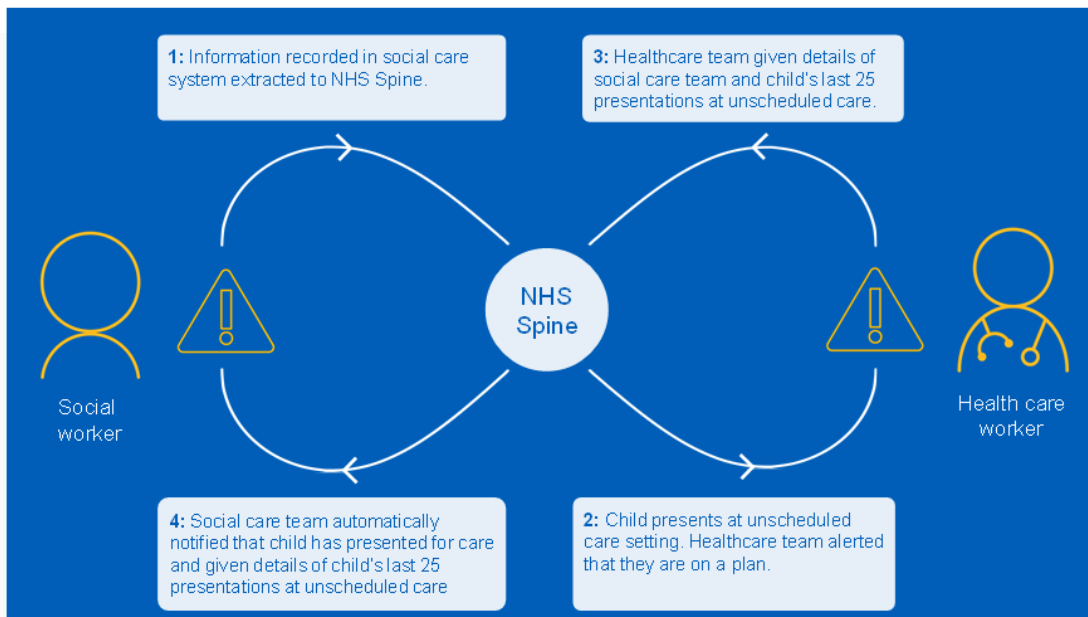 1: Information recorded in social care
system extracted to NHS Spine.
3: Healthcare team given details of
social care team and child's last 25
presentations at unscheduled care.
NHS
Spine
Social
worker
Health care
worker
4: Social care team automatically
notified that child has presented for care
and given details of child's last 25
presentations at unscheduled care
2: Child presents at unscheduled
care setting. Healthcare team alerted
that they are on a plan.